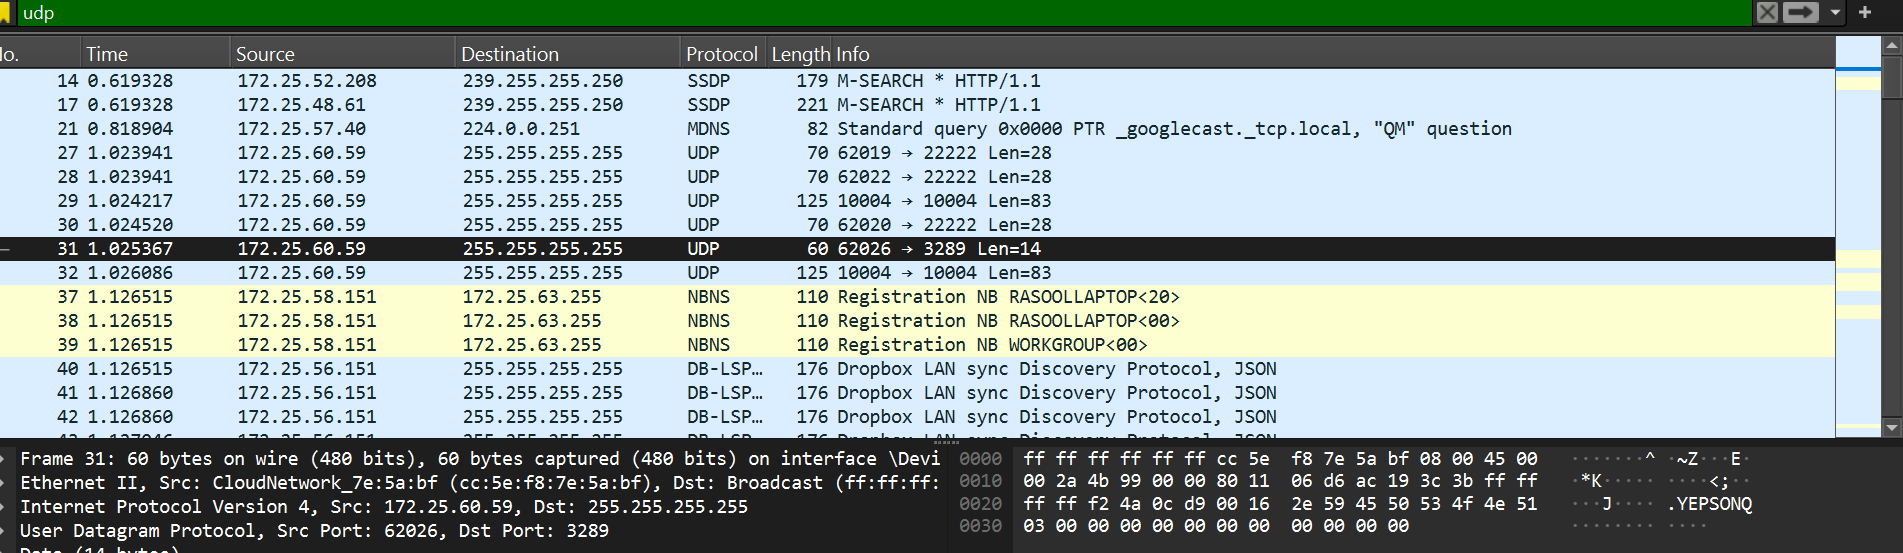 udp
No. Time Source Destination Protocol Length Info
14 0.619328 172.25.52.208 239.255.255.250 SSDP 179 M-SEARCH * HTTP/1.1
17 0.619328 172.25.48.61 239.255.255.250 SSDP 221 M-SEARCH * HTTP/1.1
21 0.818904 172.25.57.40 224.0.0.251 MDNS 82 Standard query 0x0000 PTR _googlecast._tcp.local, "QM" question
27 1.023941 172.25.60.59 255.255.255.255 UDP 70 62019 → 22222 Len=28
28 1.023941 172.25.60.59 255.255.255.255 UDP 70 62022 → 22222 Len=28
29 1.024217 172.25.60.59 255.255.255.255 UDP 125 10004 → 10004 Len=83
30 1.024520 172.25.60.59 255.255.255.255 UDP 70 62020 → 22222 Len=28
31 1.025367 172.25.60.59 255.255.255.255 UDP 60 62026 → 3289 Len=14
32 1.026086 172.25.60.59 255.255.255.255 UDP 125 10004 → 10004 Len=83
37 1.126515 172.25.58.151 172.25.63.255 NBNS 110 Registration NB RASOOLLAPTOP<20>
38 1.126515 172.25.58.151 172.25.63.255 NBNS 110 Registration NB RASOOLLAPTOP<00>
39 1.126515 172.25.58.151 172.25.63.255 NBNS 110 Registration NB WORKGROUP<00>
40 1.126515 172.25.56.151 255.255.255.255 DB-LSP… 176 Dropbox LAN sync Discovery Protocol, JSON
41 1.126860 172.25.56.151 255.255.255.255 DB-LSP… 176 Dropbox LAN sync Discovery Protocol, JSON
42 1.126860 172.25.56.151 255.255.255.255 DB-LSP… 176 Dropbox LAN sync Discovery Protocol, JSON
Frame 31: 60 bytes on wire (480 bits), 60 bytes captured (480 bits) on interface \Devi
Ethernet II, Src: CloudNetwork_7e:5a:bf (cc:5e:f8:7e:5a:bf), Dst: Broadcast (ff:ff:ff:
Internet Protocol Version 4, Src: 172.25.60.59, Dst: 255.255.255.255
User Datagram Protocol, Src Port: 62026, Dst Port: 3289
Data (14 bytes)
0000 ff ff ff ff ff ff cc 5e f8 7e 5a bf 08 00 45 00 ·······^ ·~Z···E·
0010 00 2a 4b 99 00 00 80 11 06 d6 ac 19 3c 3b ff ff ·*K····· ····<;··
0020 ff ff f2 4a 0c d9 00 16 2e 59 45 50 53 4f 4e 51 ···J···· .YEPSONQ
0030 03 00 00 00 00 00 00 00 00 00 00 00 ········ ····